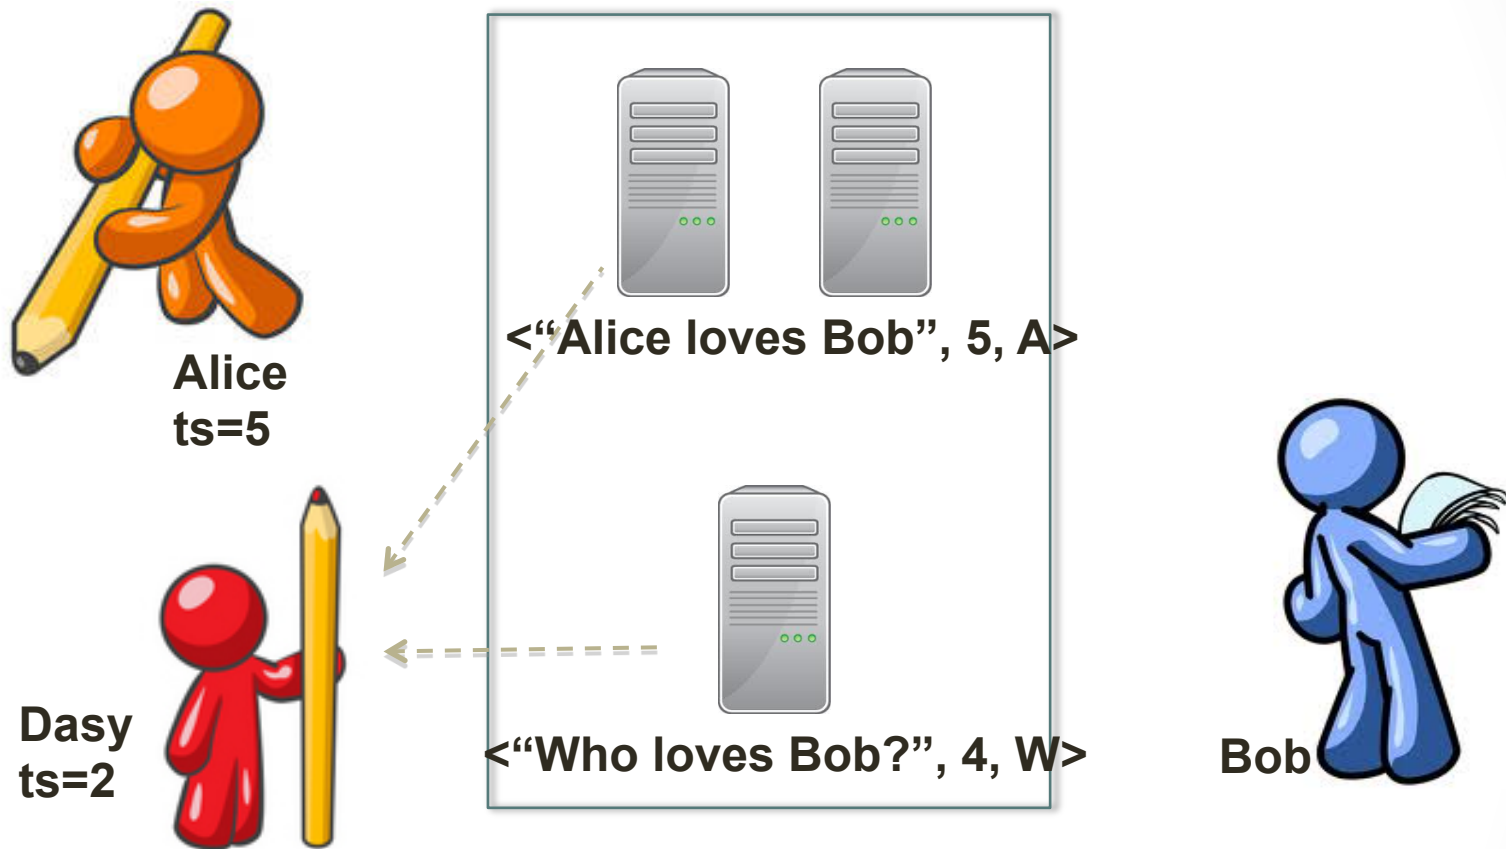 <“Alice loves Bob”, 5, A>
Alice
ts=5
Dasy
ts=2
<“Who loves Bob?”, 4, W>
Bob